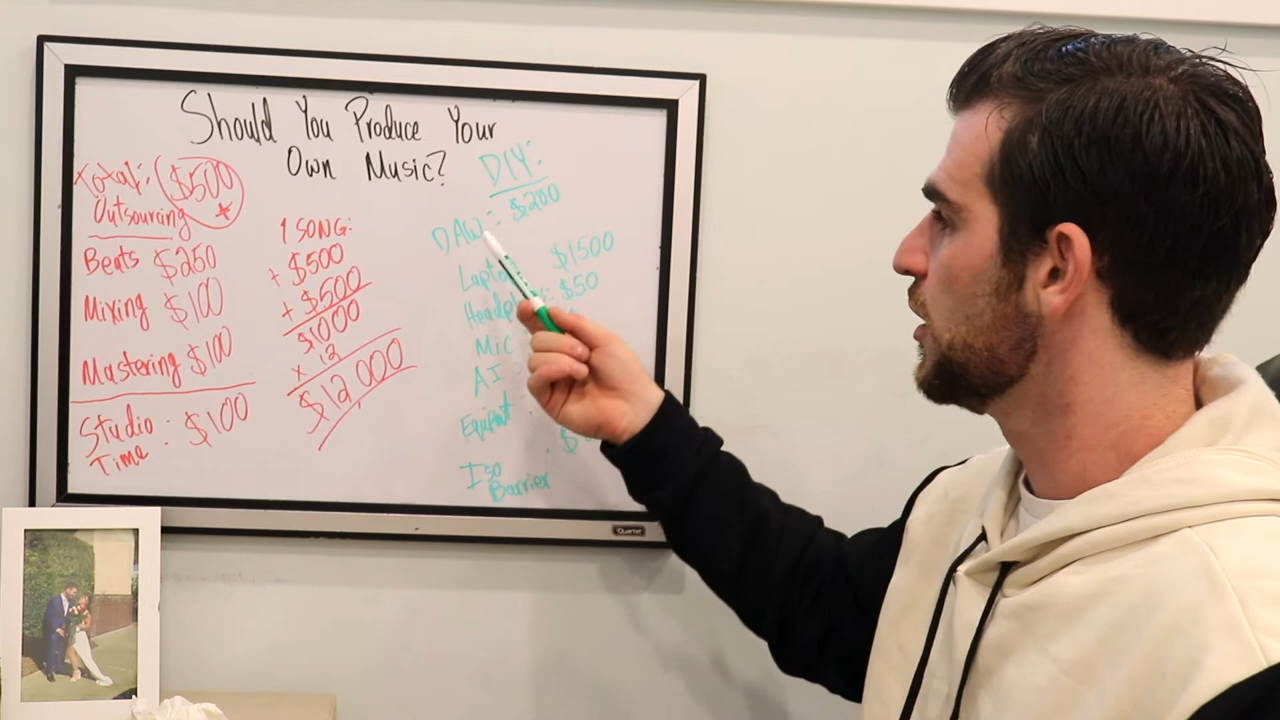 Should You Produce Your
Own Music?
Total: $500
Outsourcing
Beats $250
Mixing $100
Mastering $100
Studio : $100
Time
1 SONG:
+ $500
+ $500
$1000
x 12
$12,000
DIY:
DAW: $200
$1500
$50
Mic
AI
Iso
Barrier
Quartet